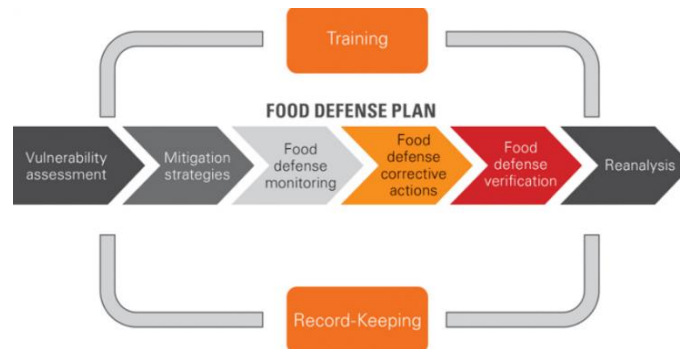 Training
FOOD DEFENSE PLAN
Vulnerability
assessment
Mitigation
strategies
Food
defense
monitoring
Food
defense
corrective
actions
Food
defense
verification
Reanalysis
Record-Keeping